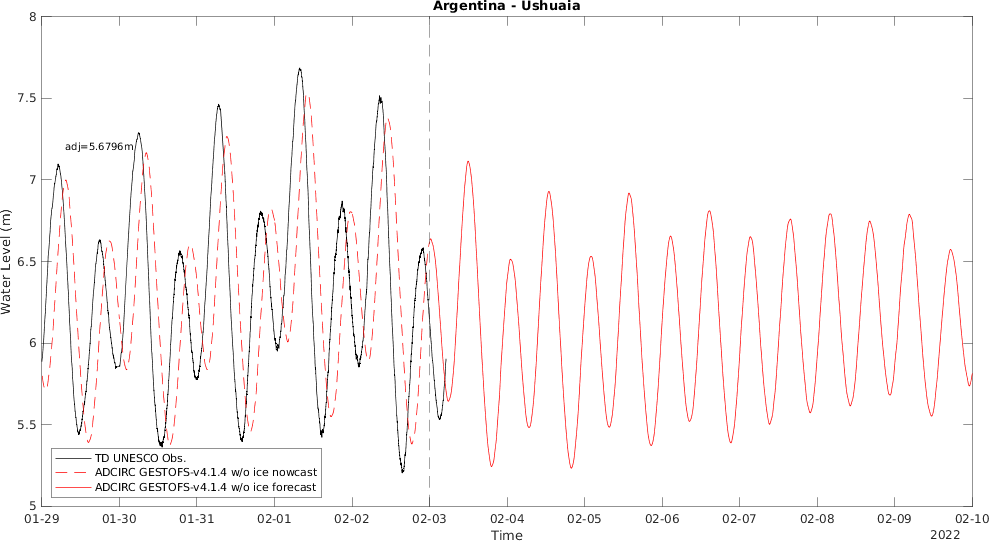 Argentina - Ushuaia
8
7.5
7
6.5
6
5.5
5
Water Level (m)
adj=5.6796m
TD UNESCO Obs.
ADCIRC GESTOFS-v4.1.4 w/o ice nowcast
ADCIRC GESTOFS-v4.1.4 w/o ice forecast
01-29 01-30 01-31 02-01 02-02 02-03 02-04 02-05 02-06 02-07 02-08 02-09 02-10
Time
2022